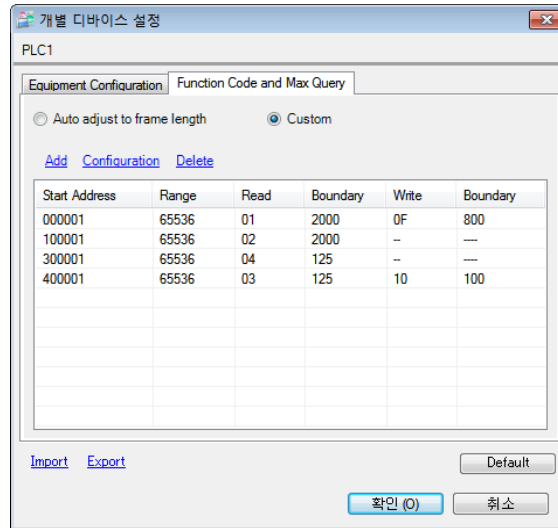 개별 디바이스 설정
PLC1
Equipment Configuration Function Code and Max Query
Auto adjust to frame length Custom
Add Configuration Delete
Start Address Range Read Boundary Write Boundary
000001 65536 01 2000 0F 800
100001 65536 02 2000 -- ----
300001 65536 04 125 -- ----
400001 65536 03 125 10 100
Import Export Default
확인 (O) 취소